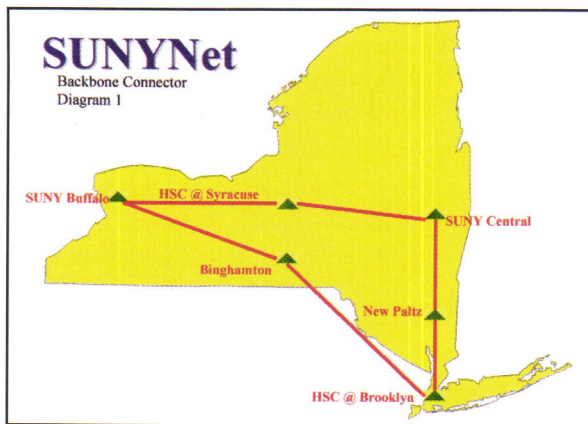 SUNYNet
Backbone Connector
Diagram 1
SUNY Buffalo
HSC @ Syracuse
SUNY Central
Binghamton
New Paltz
HSC @ Brooklyn